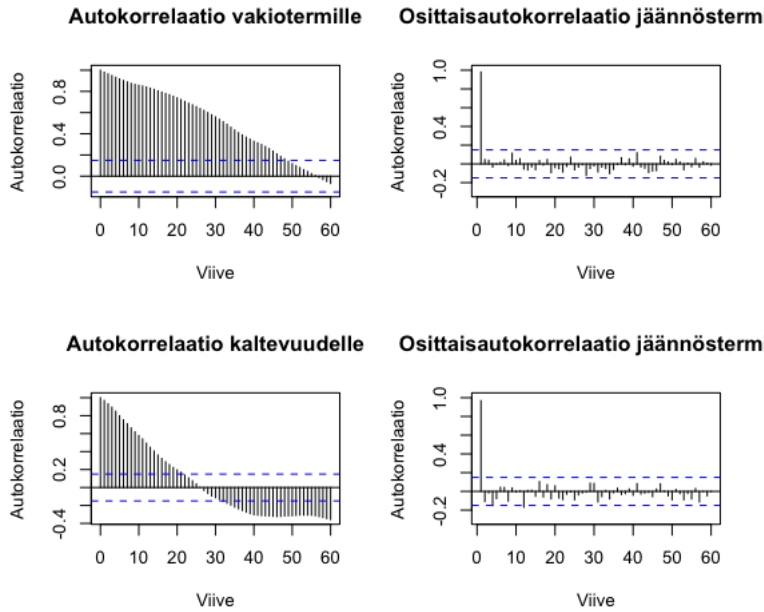 Autokorrelaatio vakiotermille
Autokorrelaatio
0.0 0.4 0.8
0 10 20 30 40 50 60
Viive
Osittaisautokorrelaatio jäännösterm
Autokorrelaatio
-0.2 0.4 1.0
0 10 20 30 40 50 60
Viive
Autokorrelaatio kaltevuudelle
Autokorrelaatio
-0.4 0.2 0.8
0 10 20 30 40 50 60
Viive
Osittaisautokorrelaatio jäännösterm
Autokorrelaatio
-0.2 0.4 1.0
0 10 20 30 40 50 60
Viive